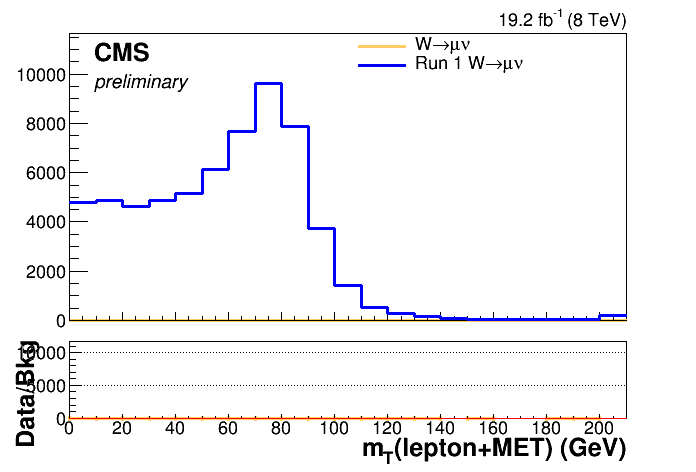 19.2 fb⁻¹ (8 TeV)
CMS
preliminary
W→μν
Run 1 W→μν
10000
8000
6000
4000
2000
0
Data/Bkg
5000
0
0 20 40 60 80 100 120 140 160 180 200
m_T(lepton+MET) (GeV)